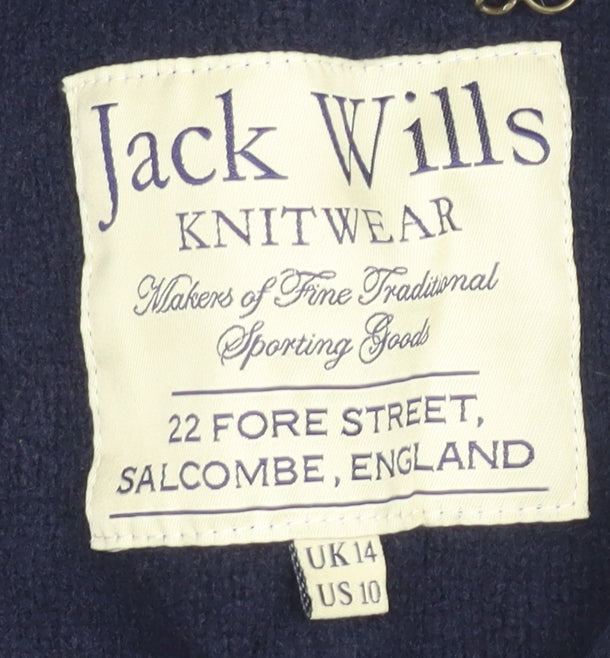 Jack Wills
KNITWEAR
Makers of Fine Traditional
Sporting Goods
22 FORE STREET,
SALCOMBE, ENGLAND
UK 14
US 10